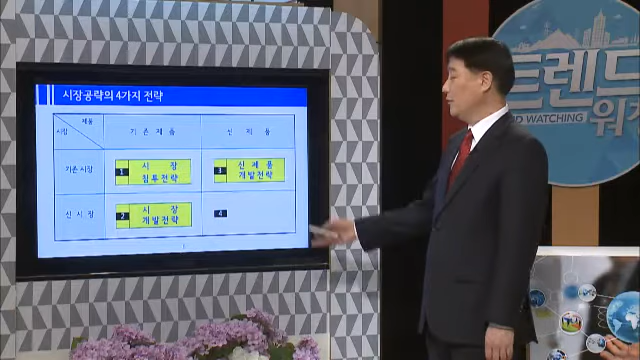 시장공략의 4가지 전략
제품
시장
기존제품
신제품
기존시장
1
시 장
침투전략
3
신제품
개발전략
신시장
2
시 장
개발전략
4
트렌드
WATCHING
워